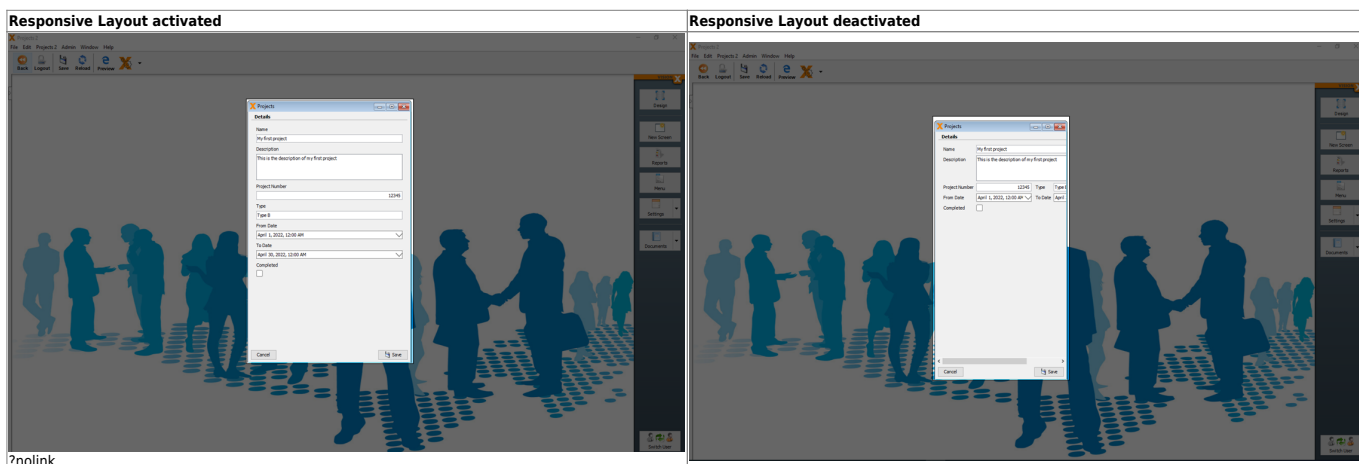 Responsive Layout activated
Projects 2
File Edit Projects 2 Admin Window Help
Back Logout Save Reload Preview
Design
New Screen
Reports
Menu
Settings
Documents
Switch User
Projects
Details
Name
My first project
Description
This is the description of my first project
Project Number
12345
Type
Type B
From Date
April 1, 2022, 12:00 AM
To Date
April 30, 2022, 12:00 AM
Completed
Cancel Save
?nolink
Responsive Layout deactivated
Projects 2
File Edit Projects 2 Admin Window Help
Back Logout Save Reload Preview
Design
New Screen
Reports
Menu
Settings
Documents
Switch User
Projects
Details
Name My first project
Description This is the description of my first project
Project Number 12345 Type Type
From Date April 1, 2022, 12:00 AM To Date April
Completed
Cancel Save